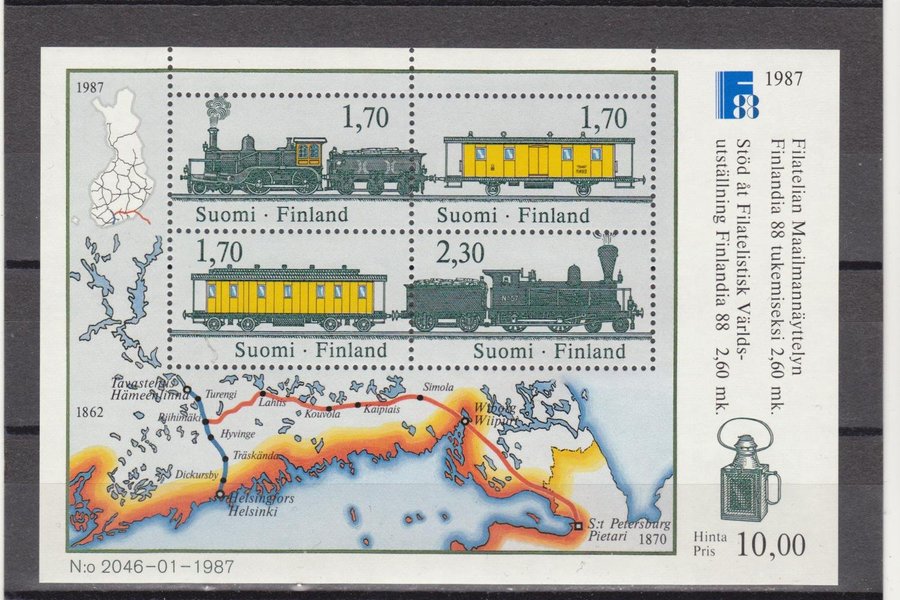 1987
1,70
Suomi · Finland
1,70
Suomi · Finland
1,70
Suomi · Finland
2,30
No 57
Suomi · Finland
Tavastehus
Hämeenlinna
Turengi
Riihimäki
Hyvinge
Träskända
Dickursby
Helsingfors
Helsinki
Lahtis
Kouvola
Kaipiais
Simola
Wiborg
Wiipuri
S:t Petersburg
Pietari
1862
1870
N:o 2046-01-1987
F
88
1987
Filatelian Maailmannäyttelyn
Finlandia 88 tukemiseksi 2,60 mk.
Stöd åt Filatelistisk Världs-
utställning Finlandia 88 2,60 mk.
Hinta
Pris
10,00